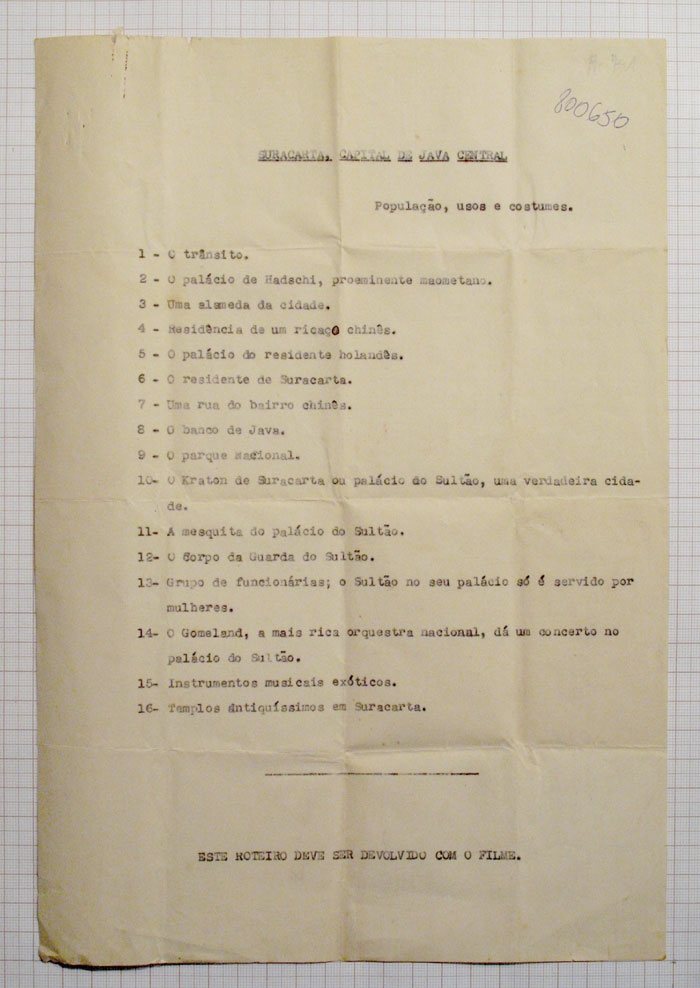 800650
SURACARTA, CAPITAL DE JAVA CENTRAL
População, usos e costumes.
1 - O trânsito.
2 - O palácio de Hadschi, proeminente maometano.
3 - Uma alameda da cidade.
4 - Residência de um ricaço chinês.
5 - O palácio do residente holandês.
6 - O residente de Suracarta.
7 - Uma rua do bairro chinês.
8 - O banco de Java.
9 - O parque Nacional.
10- O Kraton de Suracarta ou palácio do Sultão, uma verdadeira cida-
de.
11- A mesquita do palácio do Sultão.
12- O Corpo da Guarda do Sultão.
13- Grupo de funcionárias; o Sultão no seu palácio só é servido por
mulheres.
14- O Gomeland, a mais rica orquestra nacional, dá um concerto no
palácio do Sultão.
15- Instrumentos musicais exóticos.
16- Templos ântiquíssimos em Suracarta.
ESTE ROTEIRO DEVE SER DEVOLVIDO COM O FILME.